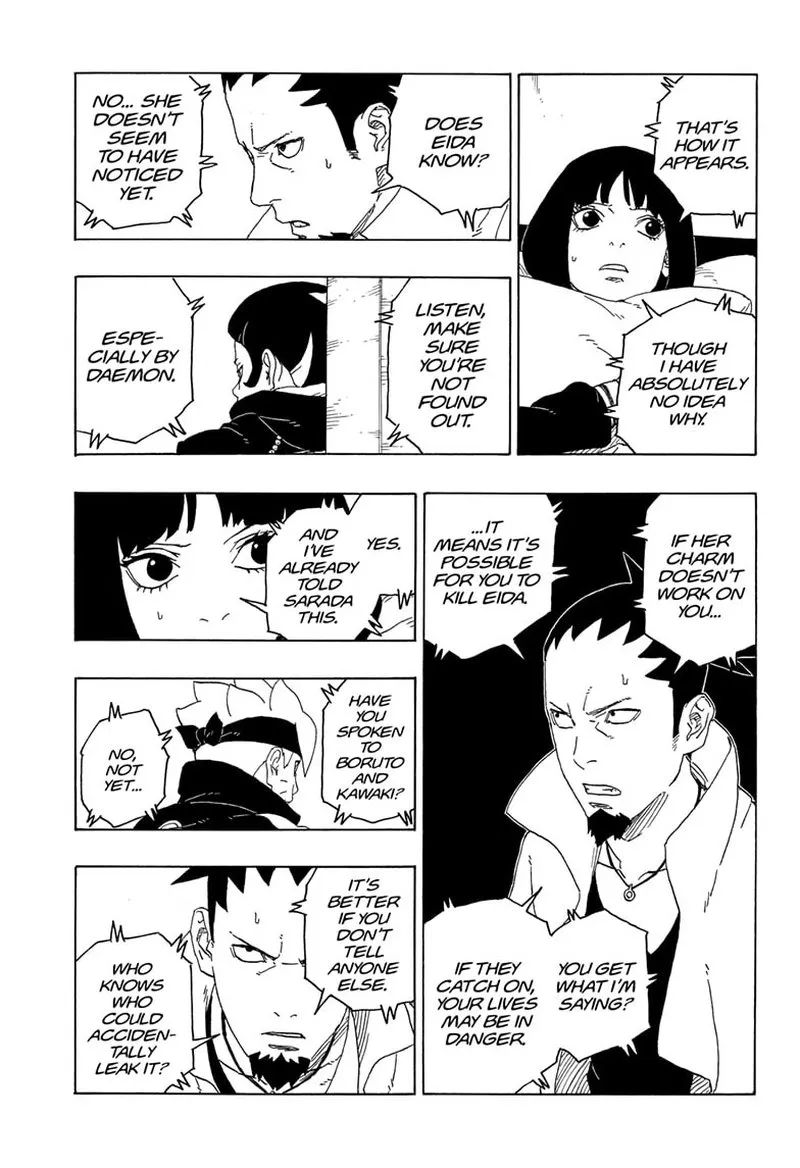 THAT'S
HOW IT
APPEARS.
THOUGH
I HAVE
ABSOLUTELY
NO IDEA
WHY.
DOES
EIDA
KNOW?
NO... SHE
DOESN'T
SEEM
TO HAVE
NOTICED
YET.
LISTEN,
MAKE
SURE
YOU'RE
NOT
FOUND
OUT.
ESPE-
CIALLY BY
DAEMON.
IF HER
CHARM
DOESN'T
WORK ON
YOU...
...IT
MEANS IT'S
POSSIBLE
FOR YOU TO
KILL EIDA.
YOU GET
WHAT I'M
SAYING?
IF THEY
CATCH ON,
YOUR LIVES
MAY BE IN
DANGER.
YES.
AND
I'VE
ALREADY
TOLD
SARADA
THIS.
HAVE
YOU
SPOKEN
TO
BORUTO
AND
KAWAKI?
NO,
NOT
YET...
IT'S
BETTER
IF YOU
DON'T
TELL
ANYONE
ELSE.
WHO
KNOWS
WHO
COULD
ACCIDEN-
TALLY
LEAK IT?